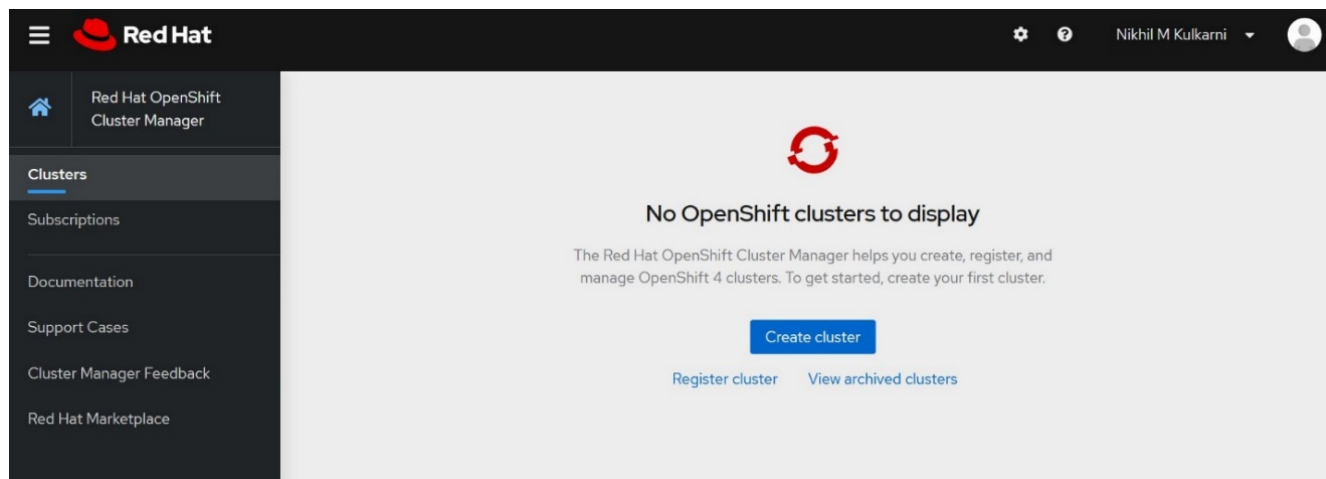 Red Hat
Nikhil M Kulkarni
Red Hat OpenShift
Cluster Manager
Clusters
Subscriptions
Documentation
Support Cases
Cluster Manager Feedback
Red Hat Marketplace
No OpenShift clusters to display
The Red Hat OpenShift Cluster Manager helps you create, register, and
manage OpenShift 4 clusters. To get started, create your first cluster.
Create cluster
Register cluster View archived clusters